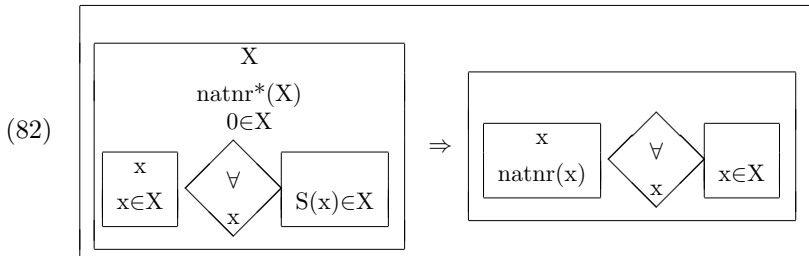 X
natnr*(X)
0∈X
(82)
x
x∈X
∀
x
S(x)∈X
⇒
x
natnr(x)
∀
x
x∈X